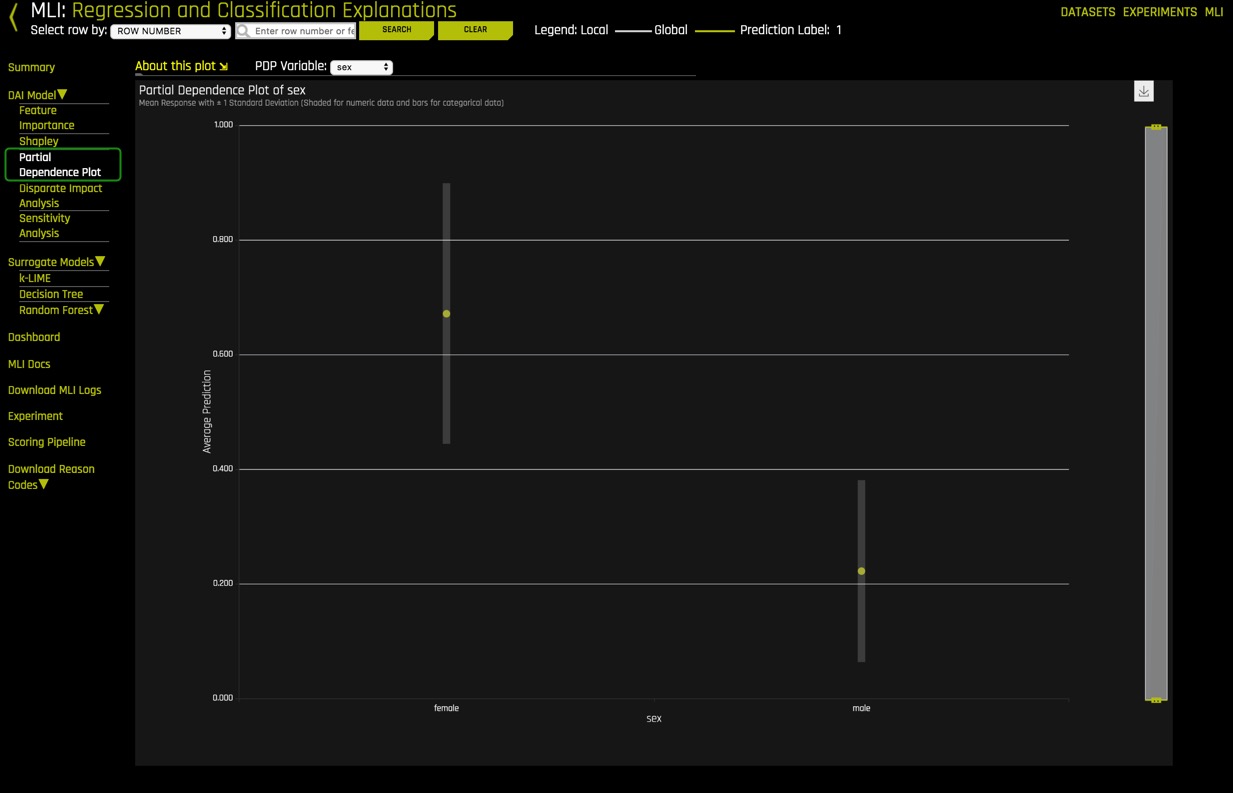 MLI: Regression and Classification Explanations
DATASETS EXPERIMENTS MLI
Select row by: ROW NUMBER Enter row number or fe SEARCH CLEAR Legend: Local Global Prediction Label: 1
Summary
DAI Model
Feature
Importance
Shapley
Partial
Dependence Plot
Disparate Impact
Analysis
Sensitivity
Analysis
Surrogate Models
k-LIME
Decision Tree
Random Forest
Dashboard
MLI Docs
Download MLI Logs
Experiment
Scoring Pipeline
Download Reason
Codes
About this plot PDP Variable: sex
Partial Dependence Plot of sex
Mean Response with ± 1 Standard Deviation (Shaded for numeric data and bars for categorical data)
1.000
0.800
0.600
0.400
0.200
0.000
Average Prediction
female male
sex